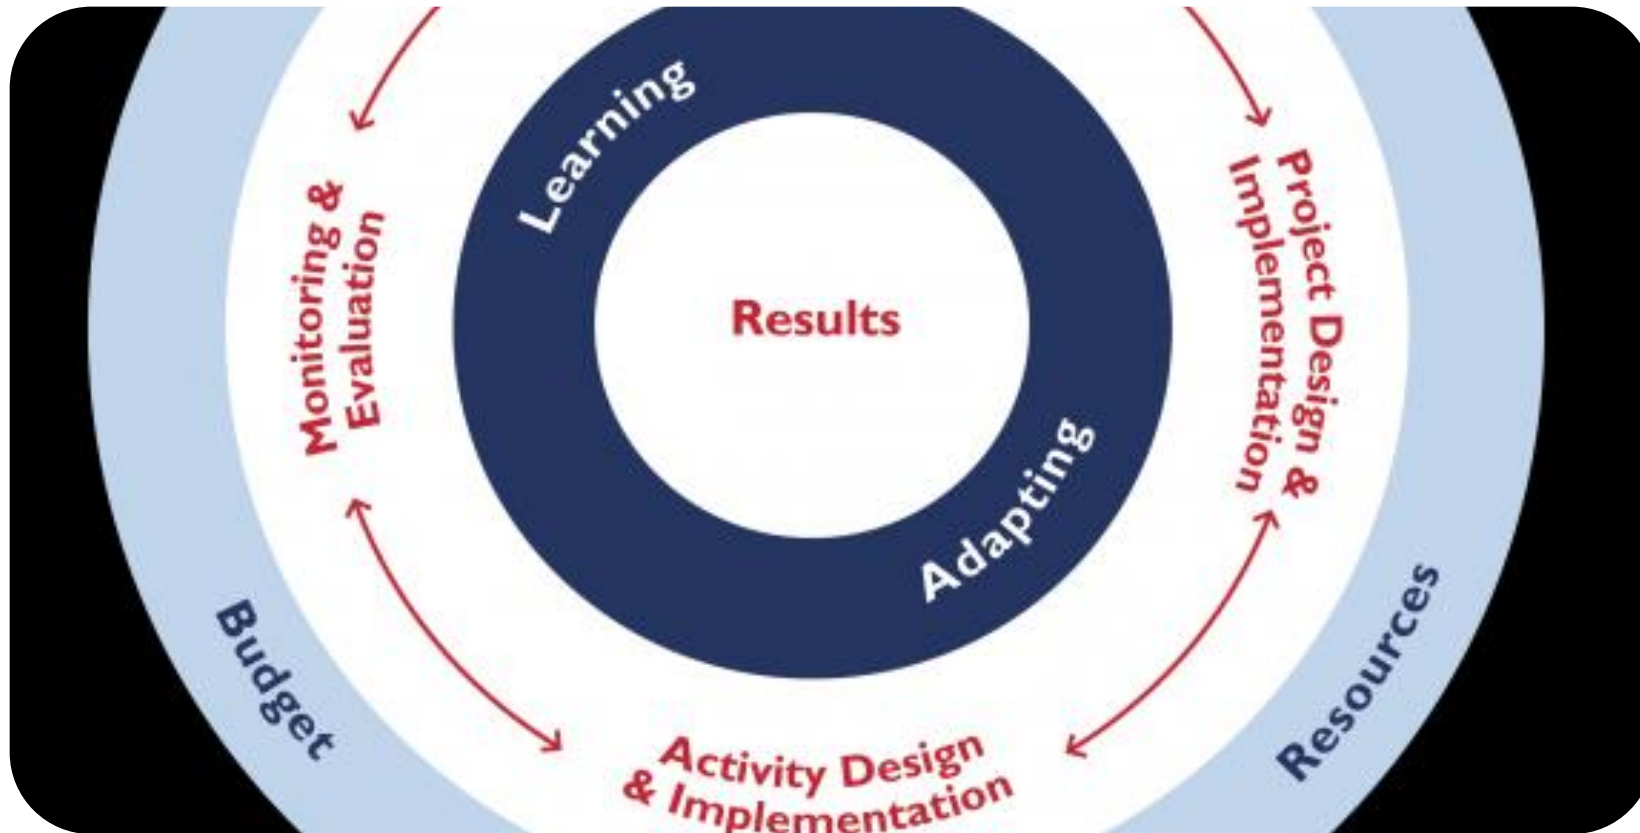 Learning
Results
Adapting
Monitoring &
Evaluation
Project Design &
Implementation
Activity Design
& Implementation
Budget
Resources